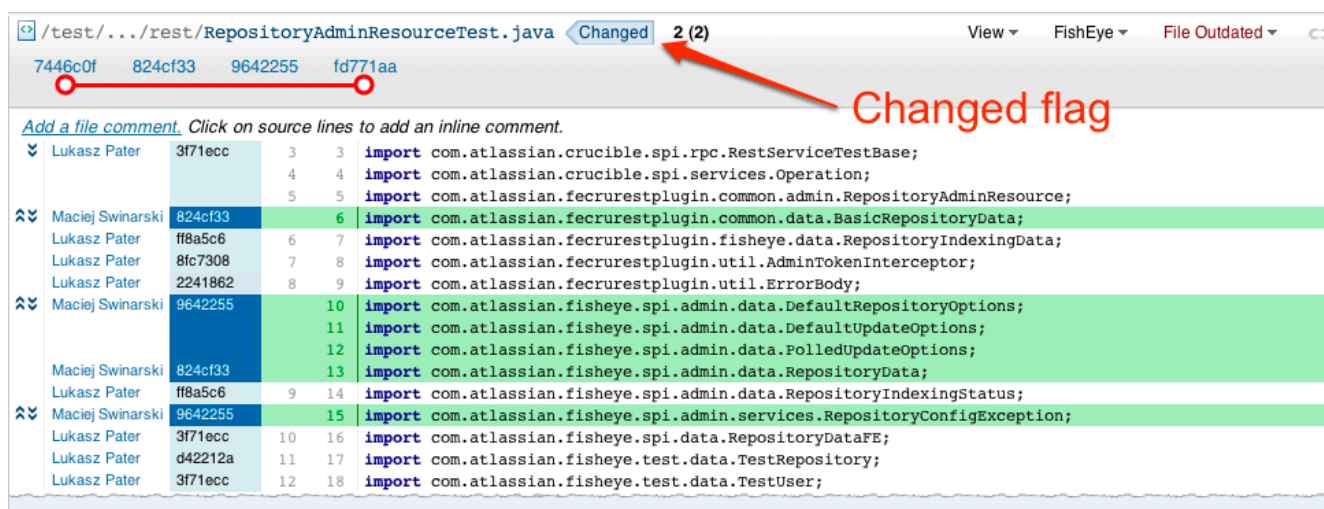 /test/.../rest/RepositoryAdminResourceTest.java Changed 2 (2) View FishEye File Outdated
7446c0f 824cf33 9642255 fd771aa
Changed flag
Add a file comment. Click on source lines to add an inline comment.
Lukasz Pater 3f71ecc 3 3 import com.atlassian.crucible.spi.rpc.RestServiceTestBase;
4 4 import com.atlassian.crucible.spi.services.Operation;
5 5 import com.atlassian.fecrurestplugin.common.admin.RepositoryAdminResource;
Maciej Swinarski 824cf33 6 import com.atlassian.fecrurestplugin.common.data.BasicRepositoryData;
Lukasz Pater ff8a5c6 6 7 import com.atlassian.fecrurestplugin.fisheye.data.RepositoryIndexingData;
Lukasz Pater 8fc7308 7 8 import com.atlassian.fecrurestplugin.util.AdminTokenInterceptor;
Lukasz Pater 2241862 8 9 import com.atlassian.fecrurestplugin.util.ErrorBody;
Maciej Swinarski 9642255 10 import com.atlassian.fisheye.spi.admin.data.DefaultRepositoryOptions;
11 import com.atlassian.fisheye.spi.admin.data.DefaultUpdateOptions;
12 import com.atlassian.fisheye.spi.admin.data.PolledUpdateOptions;
Maciej Swinarski 824cf33 13 import com.atlassian.fisheye.spi.admin.data.RepositoryData;
Lukasz Pater ff8a5c6 9 14 import com.atlassian.fisheye.spi.admin.data.RepositoryIndexingStatus;
Maciej Swinarski 9642255 15 import com.atlassian.fisheye.spi.admin.services.RepositoryConfigException;
Lukasz Pater 3f71ecc 10 16 import com.atlassian.fisheye.spi.data.RepositoryDataFE;
Lukasz Pater d42212a 11 17 import com.atlassian.fisheye.test.data.TestRepository;
Lukasz Pater 3f71ecc 12 18 import com.atlassian.fisheye.test.data.TestUser;